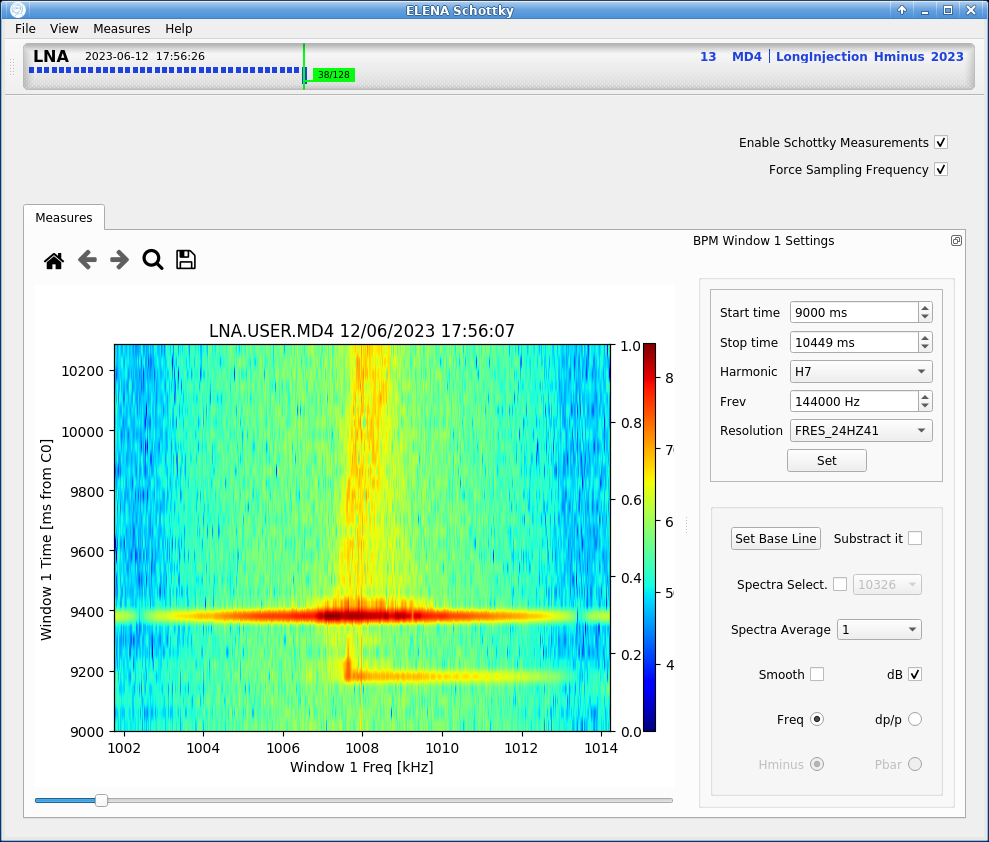 ELENA Schottky
File View Measures Help
LNA 2023-06-12 17:56:26 13 MD4 | LongInjection Hminus 2023
38/128
Enable Schottky Measurements
Force Sampling Frequency
Measures
BPM Window 1 Settings
LNA.USER.MD4 12/06/2023 17:56:07
Window 1 Time [ms from C0]
10200
10000
9800
9600
9400
9200
9000
1002 1004 1006 1008 1010 1012 1014
Window 1 Freq [kHz]
1.0
0.8
0.6
0.4
0.2
0.0
8
7
6
5
4
Start time 9000 ms
Stop time 10449 ms
Harmonic H7
Frev 144000 Hz
Resolution FRES_24HZ41
Set
Set Base Line Substract it
Spectra Select. 10326
Spectra Average 1
Smooth dB
Freq dp/p
Hminus Pbar